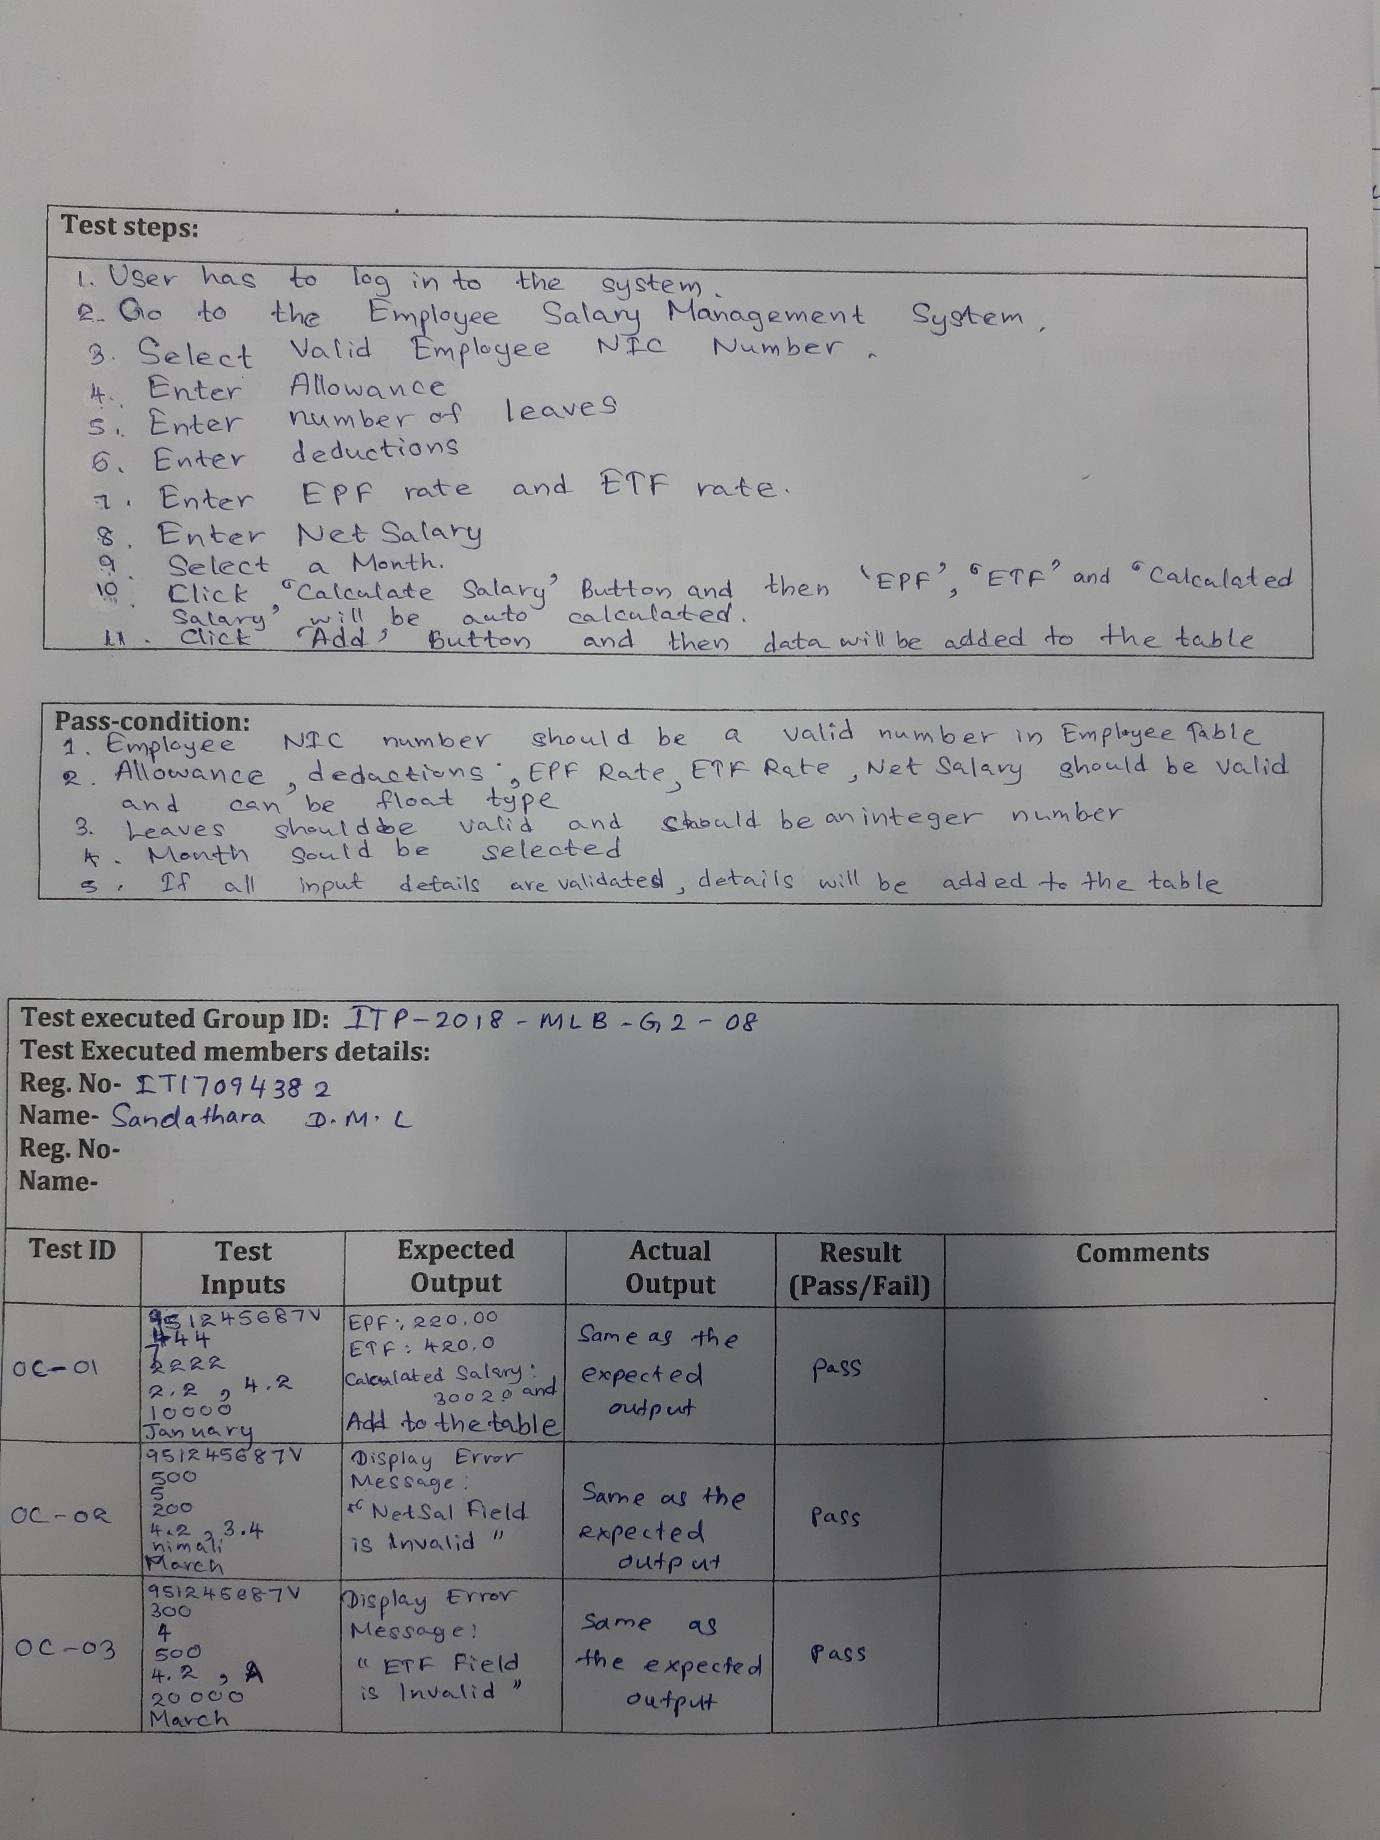 Test steps:
1. User has to log in to the system.
2. Go to the Employee Salary Management System.
3. Select Valid Employee NIC Number.
4. Enter Allowance
5. Enter number of leaves
6. Enter deductions
7. Enter EPF rate and ETF rate.
8. Enter Net Salary
9. Select a Month.
10. Click "Calculate Salary' Button and then 'EPF', "ETF' and "Calculated
Salary' will be auto calculated.
11. Click "Add' Button and then data will be added to the table
Pass-condition:
1. Employee NIC number should be a valid number in Employee Table
2. Allowance, dedactions, EPF Rate, ETF Rate, Net Salary should be valid
and can be float type
3. Leaves should be valid and should be an integer number
4. Month sould be selected
5. If all input details are validated, details will be added to the table
Test executed Group ID: ITP-2018-MLB-G2-08
Test Executed members details:
Reg. No- IT17094382
Name- Sandathara D.M.L
Reg. No-
Name-
Test ID Test Inputs Expected Output Actual Output Result (Pass/Fail) Comments
OC-01
951245687V
444
2222
2.2, 4.2
10000
January
EPF: 220.00
ETF: 420.0
Calculated Salary:
30020 and
Add to the table
Same as the
expected
output
Pass
OC-02
951245687V
500
5
200
4.2, 3.4
nimali
March
Display Error
Message:
"NetSal Field
is Invalid"
Same as the
expected
output
Pass
OC-03
951245687V
300
4
500
4.2, A
20000
March
Display Error
Message:
"ETF Field
is Invalid"
Same as
the expected
output
Pass